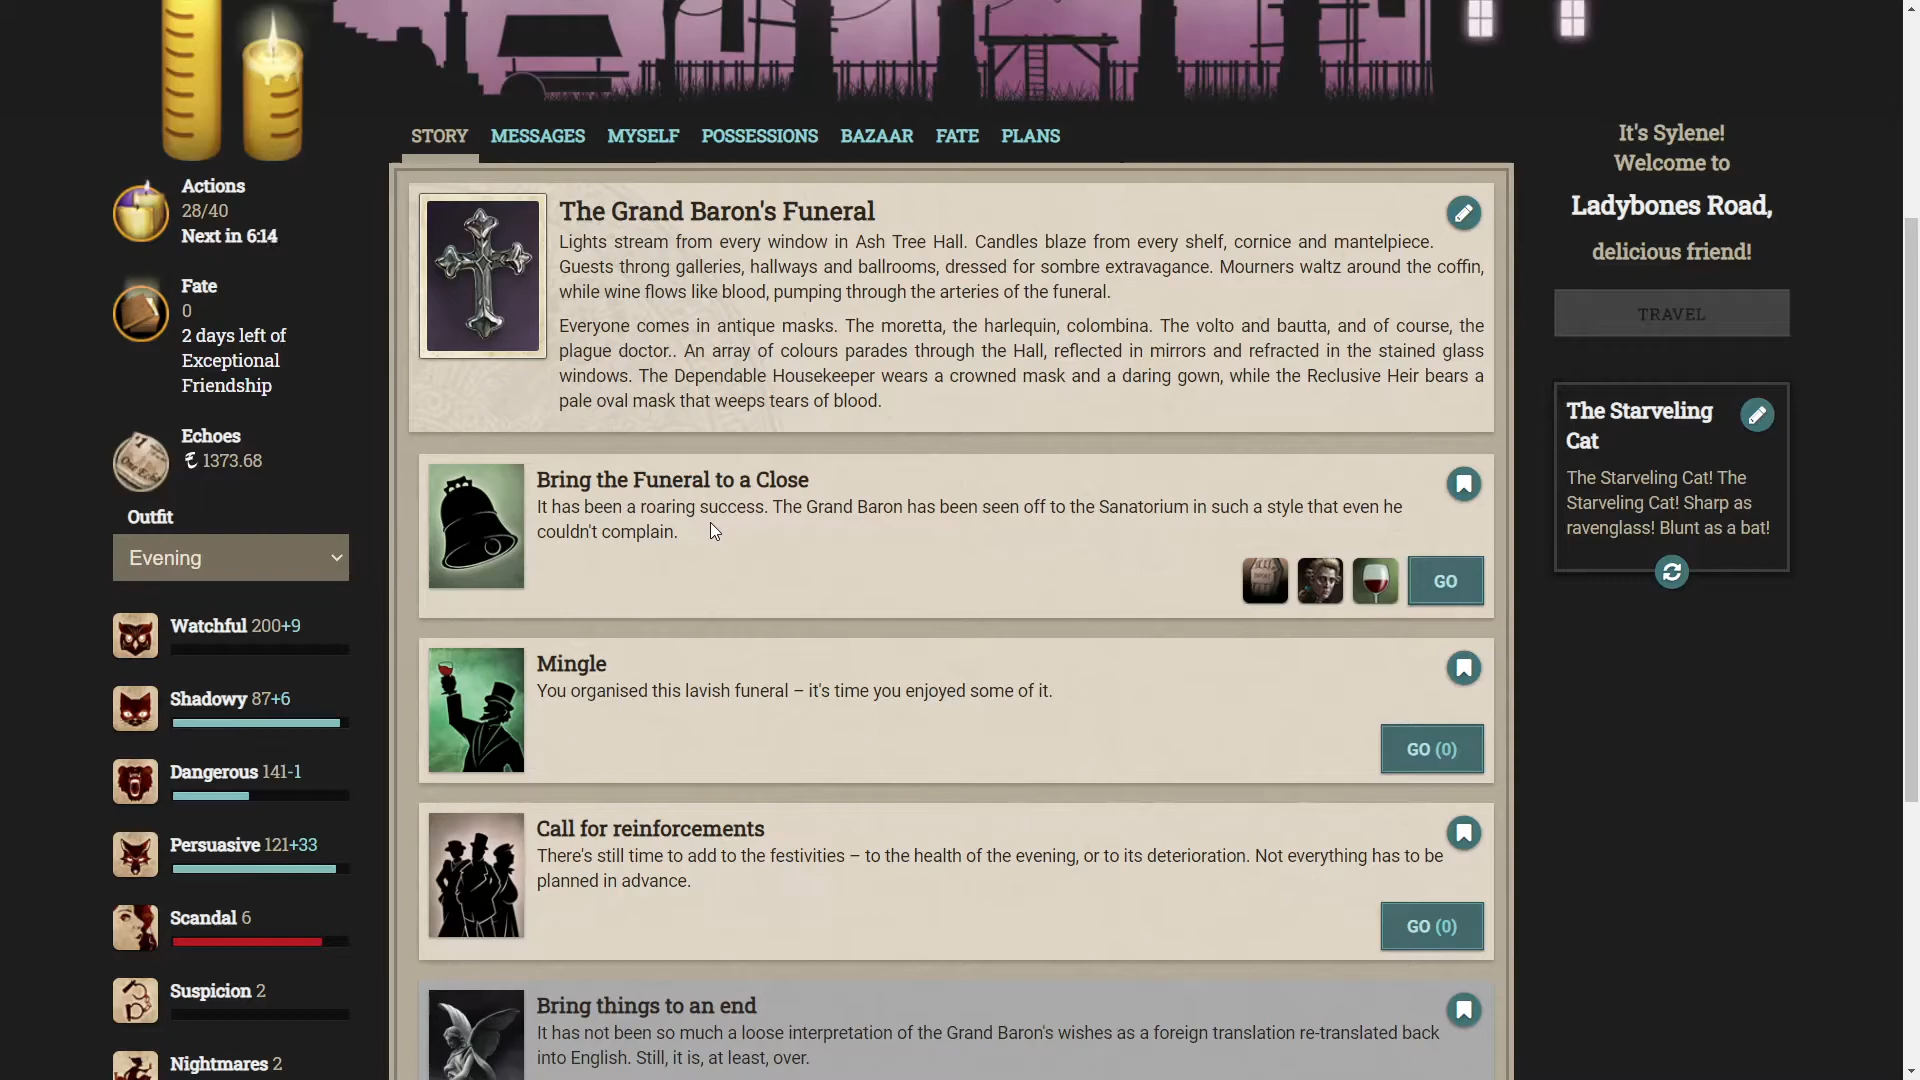 STORY MESSAGES MYSELF POSSESSIONS BAZAAR FATE PLANS
Actions
28/40
Next in 6:14
Fate
0
2 days left of
Exceptional
Friendship
Echoes
1373.68
Outfit
Evening
Watchful 200+9
Shadowy 87+6
Dangerous 141-1
Persuasive 121+33
Scandal 6
Suspicion 2
Nightmares 2
The Grand Baron's Funeral
Lights stream from every window in Ash Tree Hall. Candles blaze from every shelf, cornice and mantelpiece.
Guests throng galleries, hallways and ballrooms, dressed for sombre extravagance. Mourners waltz around the coffin,
while wine flows like blood, pumping through the arteries of the funeral.
Everyone comes in antique masks. The moretta, the harlequin, colombina. The volto and bautta, and of course, the
plague doctor.. An array of colours parades through the Hall, reflected in mirrors and refracted in the stained glass
windows. The Dependable Housekeeper wears a crowned mask and a daring gown, while the Reclusive Heir bears a
pale oval mask that weeps tears of blood.
Bring the Funeral to a Close
It has been a roaring success. The Grand Baron has been seen off to the Sanatorium in such a style that even he
couldn't complain.
GO
Mingle
You organised this lavish funeral – it's time you enjoyed some of it.
GO (0)
Call for reinforcements
There's still time to add to the festivities – to the health of the evening, or to its deterioration. Not everything has to be
planned in advance.
GO (0)
Bring things to an end
It has not been so much a loose interpretation of the Grand Baron's wishes as a foreign translation re-translated back
into English. Still, it is, at least, over.
It's Sylene!
Welcome to
Ladybones Road,
delicious friend!
TRAVEL
The Starveling
Cat
The Starveling Cat! The
Starveling Cat! Sharp as
ravenglass! Blunt as a bat!